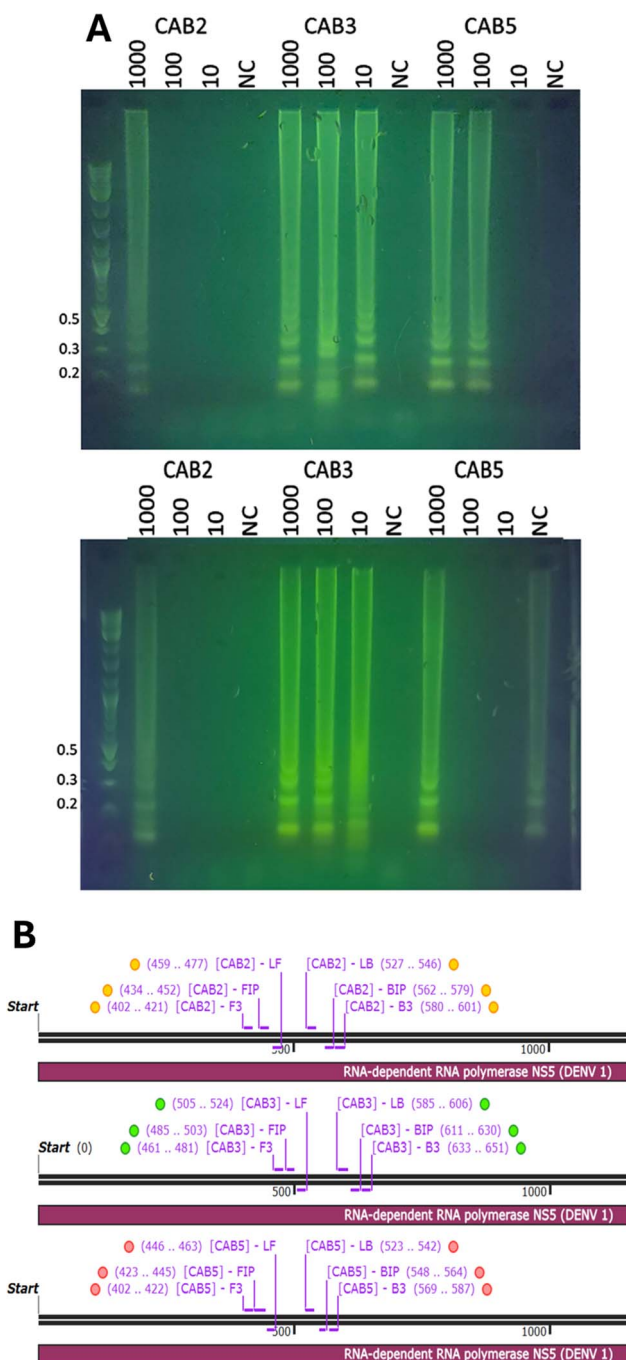 A
CAB2 CAB3 CAB5
1000 100 10 NC 1000 100 10 NC 1000 100 10 NC
0.5
0.3
0.2
CAB2 CAB3 CAB5
1000 100 10 NC 1000 100 10 NC 1000 100 10 NC
0.5
0.3
0.2
B
(459 .. 477) [CAB2] - LF [CAB2] - LB (527 .. 546)
(434 .. 452) [CAB2] - FIP [CAB2] - BIP (562 .. 579)
Start (402 .. 421) [CAB2] - F3 [CAB2] - B3 (580 .. 601)
500 1000
RNA-dependent RNA polymerase NS5 (DENV 1)
(505 .. 524) [CAB3] - LF [CAB3] - LB (585 .. 606)
(485 .. 503) [CAB3] - FIP [CAB3] - BIP (611 .. 630)
Start (0) (461 .. 481) [CAB3] - F3 [CAB3] - B3 (633 .. 651)
500 1000
RNA-dependent RNA polymerase NS5 (DENV 1)
(446 .. 463) [CAB5] - LF [CAB5] - LB (523 .. 542)
(423 .. 445) [CAB5] - FIP [CAB5] - BIP (548 .. 564)
Start (402 .. 422) [CAB5] - F3 [CAB5] - B3 (569 .. 587)
500 1000
RNA-dependent RNA polymerase NS5 (DENV 1)